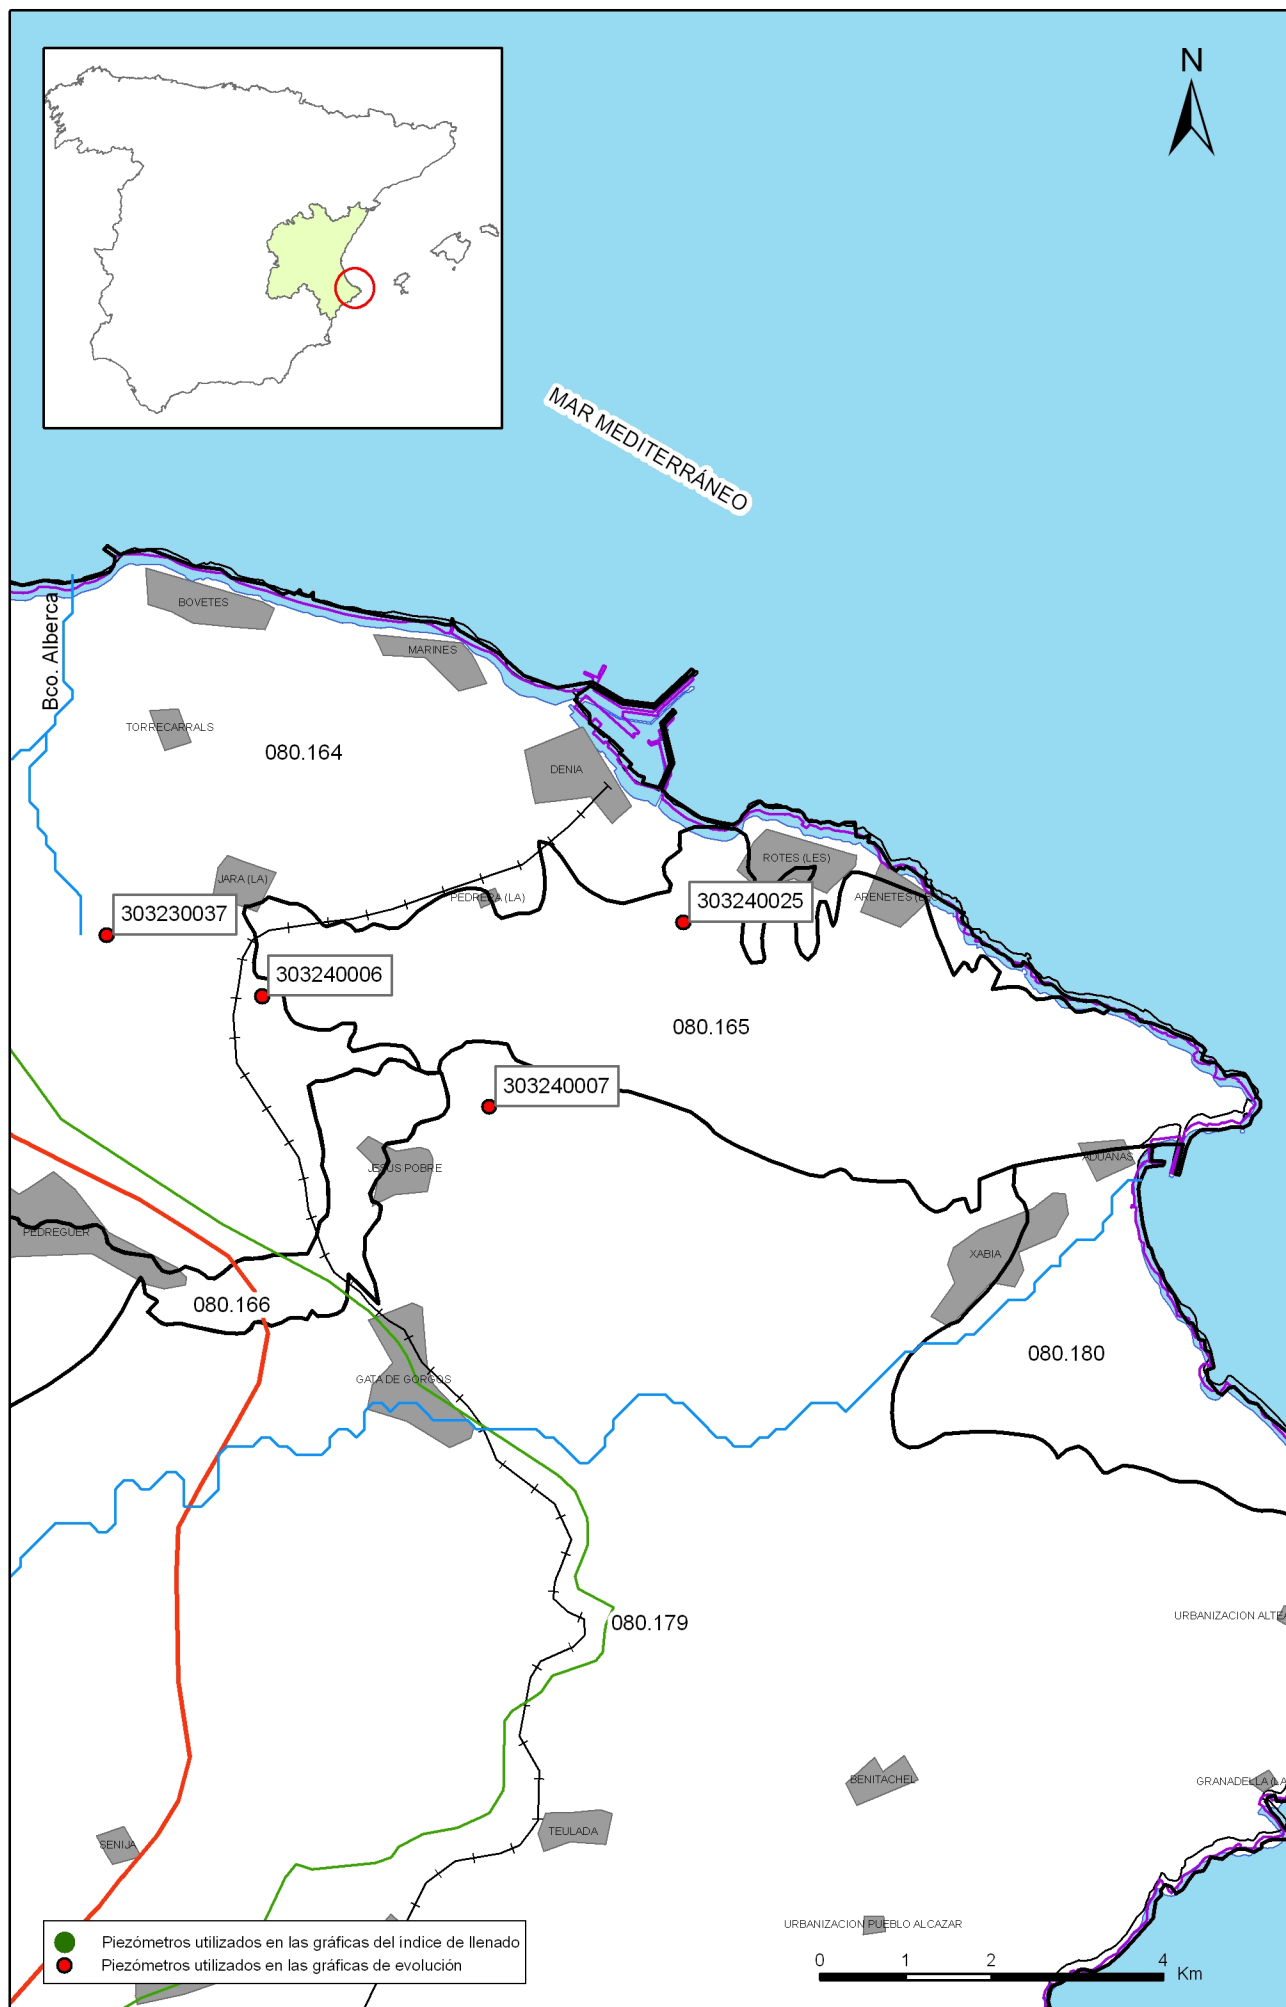 N
MAR MEDITERRÁNEO
BOVETES
Bco. Alberca
MARINES
TORRECARRALS
080.164
DENIA
ROTES (LES)
JARA (LA)
PEDRERA (LA)
ARENETES (LES)
303230037
303240025
303240006
080.165
303240007
ADUANAS
JESUS POBRE
PEDREGUER
XABIA
080.166
080.180
GATA DE GORGOS
URBANIZACION ALTEA
080.179
BENITACHEL
GRANADELLA (LA
TEULADA
SENIJA
URBANIZACION PUEBLO ALCAZAR
Piezómetros utilizados en las gráficas del índice de llenado
Piezómetros utilizados en las gráficas de evolución
0 1 2 4
Km